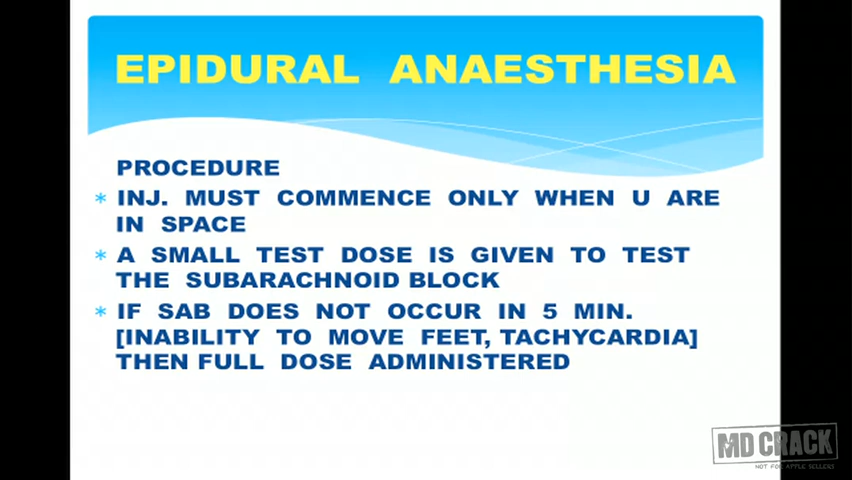 EPIDURAL ANAESTHESIA
PROCEDURE
* INJ. MUST COMMENCE ONLY WHEN U ARE
IN SPACE
* A SMALL TEST DOSE IS GIVEN TO TEST
THE SUBARACHNOID BLOCK
* IF SAB DOES NOT OCCUR IN 5 MIN.
[INABILITY TO MOVE FEET, TACHYCARDIA]
THEN FULL DOSE ADMINISTERED
MD CRACK
NOT FOR APPLE SELLERS